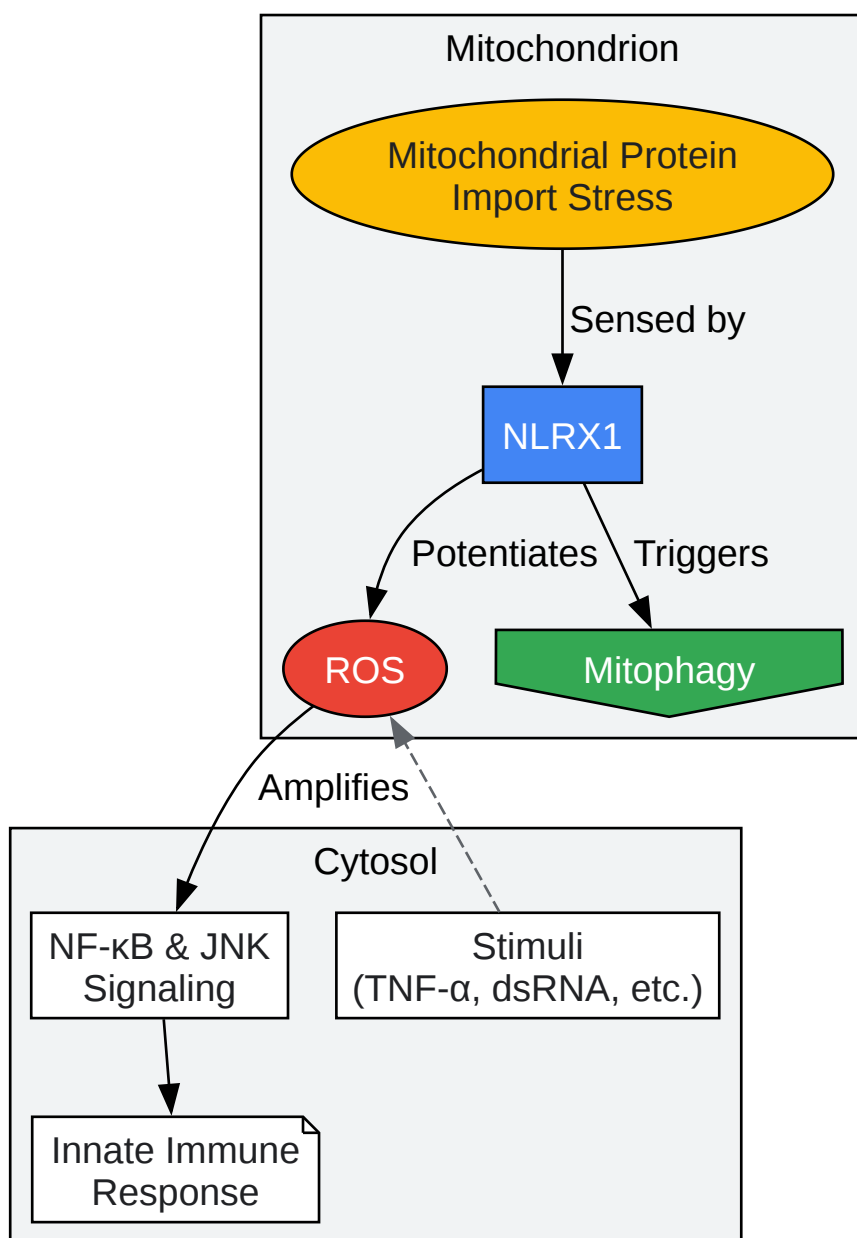 Mitochondrion
Mitochondrial Protein
Import Stress
Sensed by
NLRX1
Potentiates
Triggers
ROS
Mitophagy
Amplifies
Cytosol
NF-κB & JNK
Signaling
Stimuli
(TNF-α, dsRNA, etc.)
Innate Immune
Response